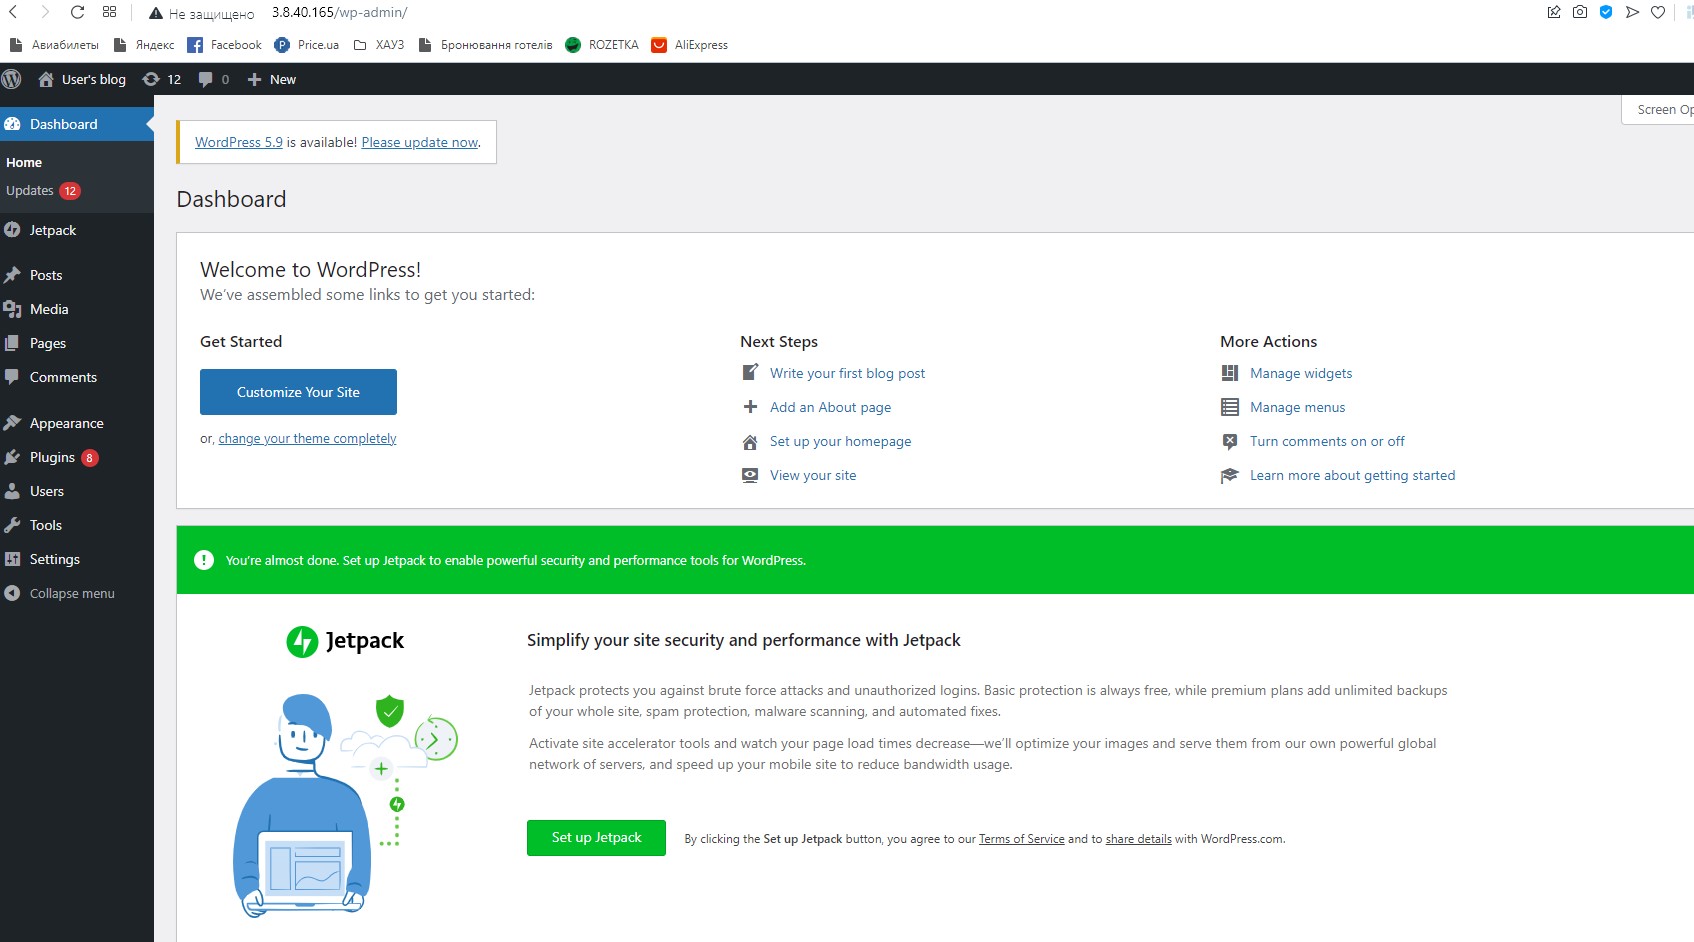 Не защищено 3.8.40.165/wp-admin/
Авиабилеты Яндекс Facebook Price.ua ХАУЗ Бронювання готелів ROZETKA AliExpress
User's blog 12 0 New
Screen Op
Dashboard
Home
Updates 12
Jetpack
Posts
Media
Pages
Comments
Appearance
Plugins 8
Users
Tools
Settings
Collapse menu
WordPress 5.9 is available! Please update now.
Dashboard
Welcome to WordPress!
We've assembled some links to get you started:
Get Started
Customize Your Site
or, change your theme completely
Next Steps
Write your first blog post
Add an About page
Set up your homepage
View your site
More Actions
Manage widgets
Manage menus
Turn comments on or off
Learn more about getting started
You're almost done. Set up Jetpack to enable powerful security and performance tools for WordPress.
Jetpack
Simplify your site security and performance with Jetpack
Jetpack protects you against brute force attacks and unauthorized logins. Basic protection is always free, while premium plans add unlimited backups
of your whole site, spam protection, malware scanning, and automated fixes.
Activate site accelerator tools and watch your page load times decrease—we'll optimize your images and serve them from our own powerful global
network of servers, and speed up your mobile site to reduce bandwidth usage.
Set up Jetpack By clicking the Set up Jetpack button, you agree to our Terms of Service and to share details with WordPress.com.